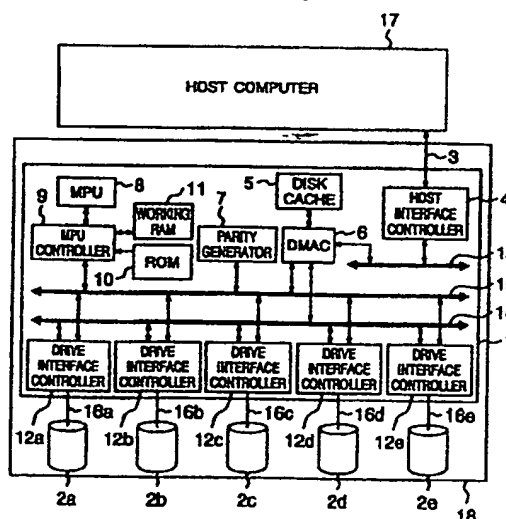 17
HOST COMPUTER
3
5
DISK CACHE
11
8
MPU
9
WORKING RAM
7
6
HOST INTERFACE CONTROLLER
4
MPU CONTROLLER
PARITY GENERATOR
DMAC
ROM
10
DRIVE INTERFACE CONTROLLER
DRIVE INTERFACE CONTROLLER
DRIVE INTERFACE CONTROLLER
DRIVE INTERFACE CONTROLLER
DRIVE INTERFACE CONTROLLER
12a
16a
12b
16b
12c
16c
12d
16d
12e
16e
2a
2b
2c
2d
2e
18